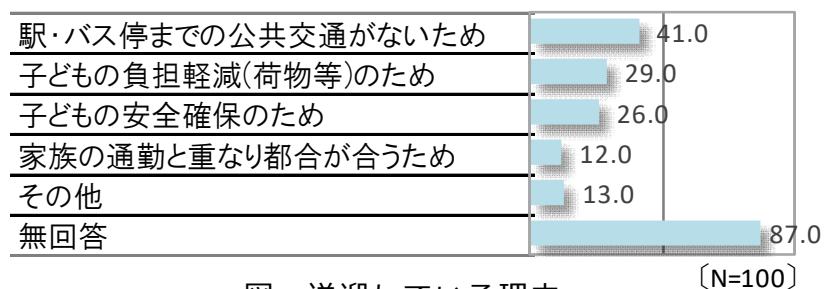 駅・バス停までの公共交通がないため 41.0
子どもの負担軽減(荷物等)のため 29.0
子どもの安全確保のため 26.0
家族の通勤と重なり都合が合うため 12.0
その他 13.0
無回答 87.0
〔N=100〕